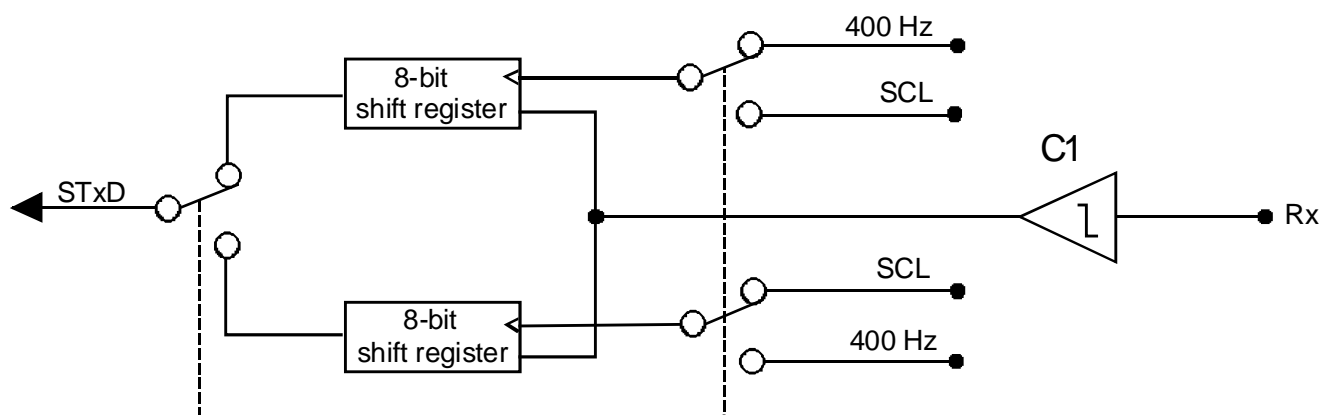 400 Hz
8-bit
shift register
SCL
C1
STxD
Rx
SCL
8-bit
shift register
400 Hz